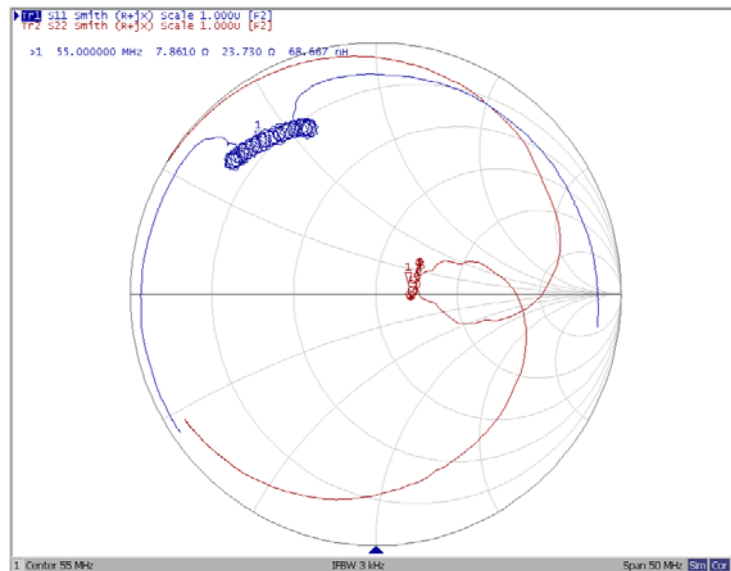 Tr1 S11 Smith (R+jX) Scale 1.000U [F2]
Tr2 S22 Smith (R+jX) Scale 1.000U [F2]
>1 55.000000 MHz 7.8610 Ω 23.730 Ω 68.667 nH
1
1
1 Center 55 MHz IFBW 3 kHz Span 50 MHz Sim Cor